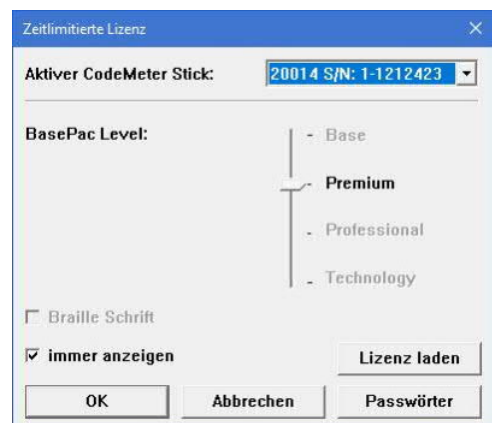 Zeitlimitierte Lizenz
Aktiver CodeMeter Stick: 20014 S/N: 1-1212423
BasePac Level:
- Base
- Premium
- Professional
- Technology
Braille Schrift
immer anzeigen
Lizenz laden
OK Abbrechen Passwörter